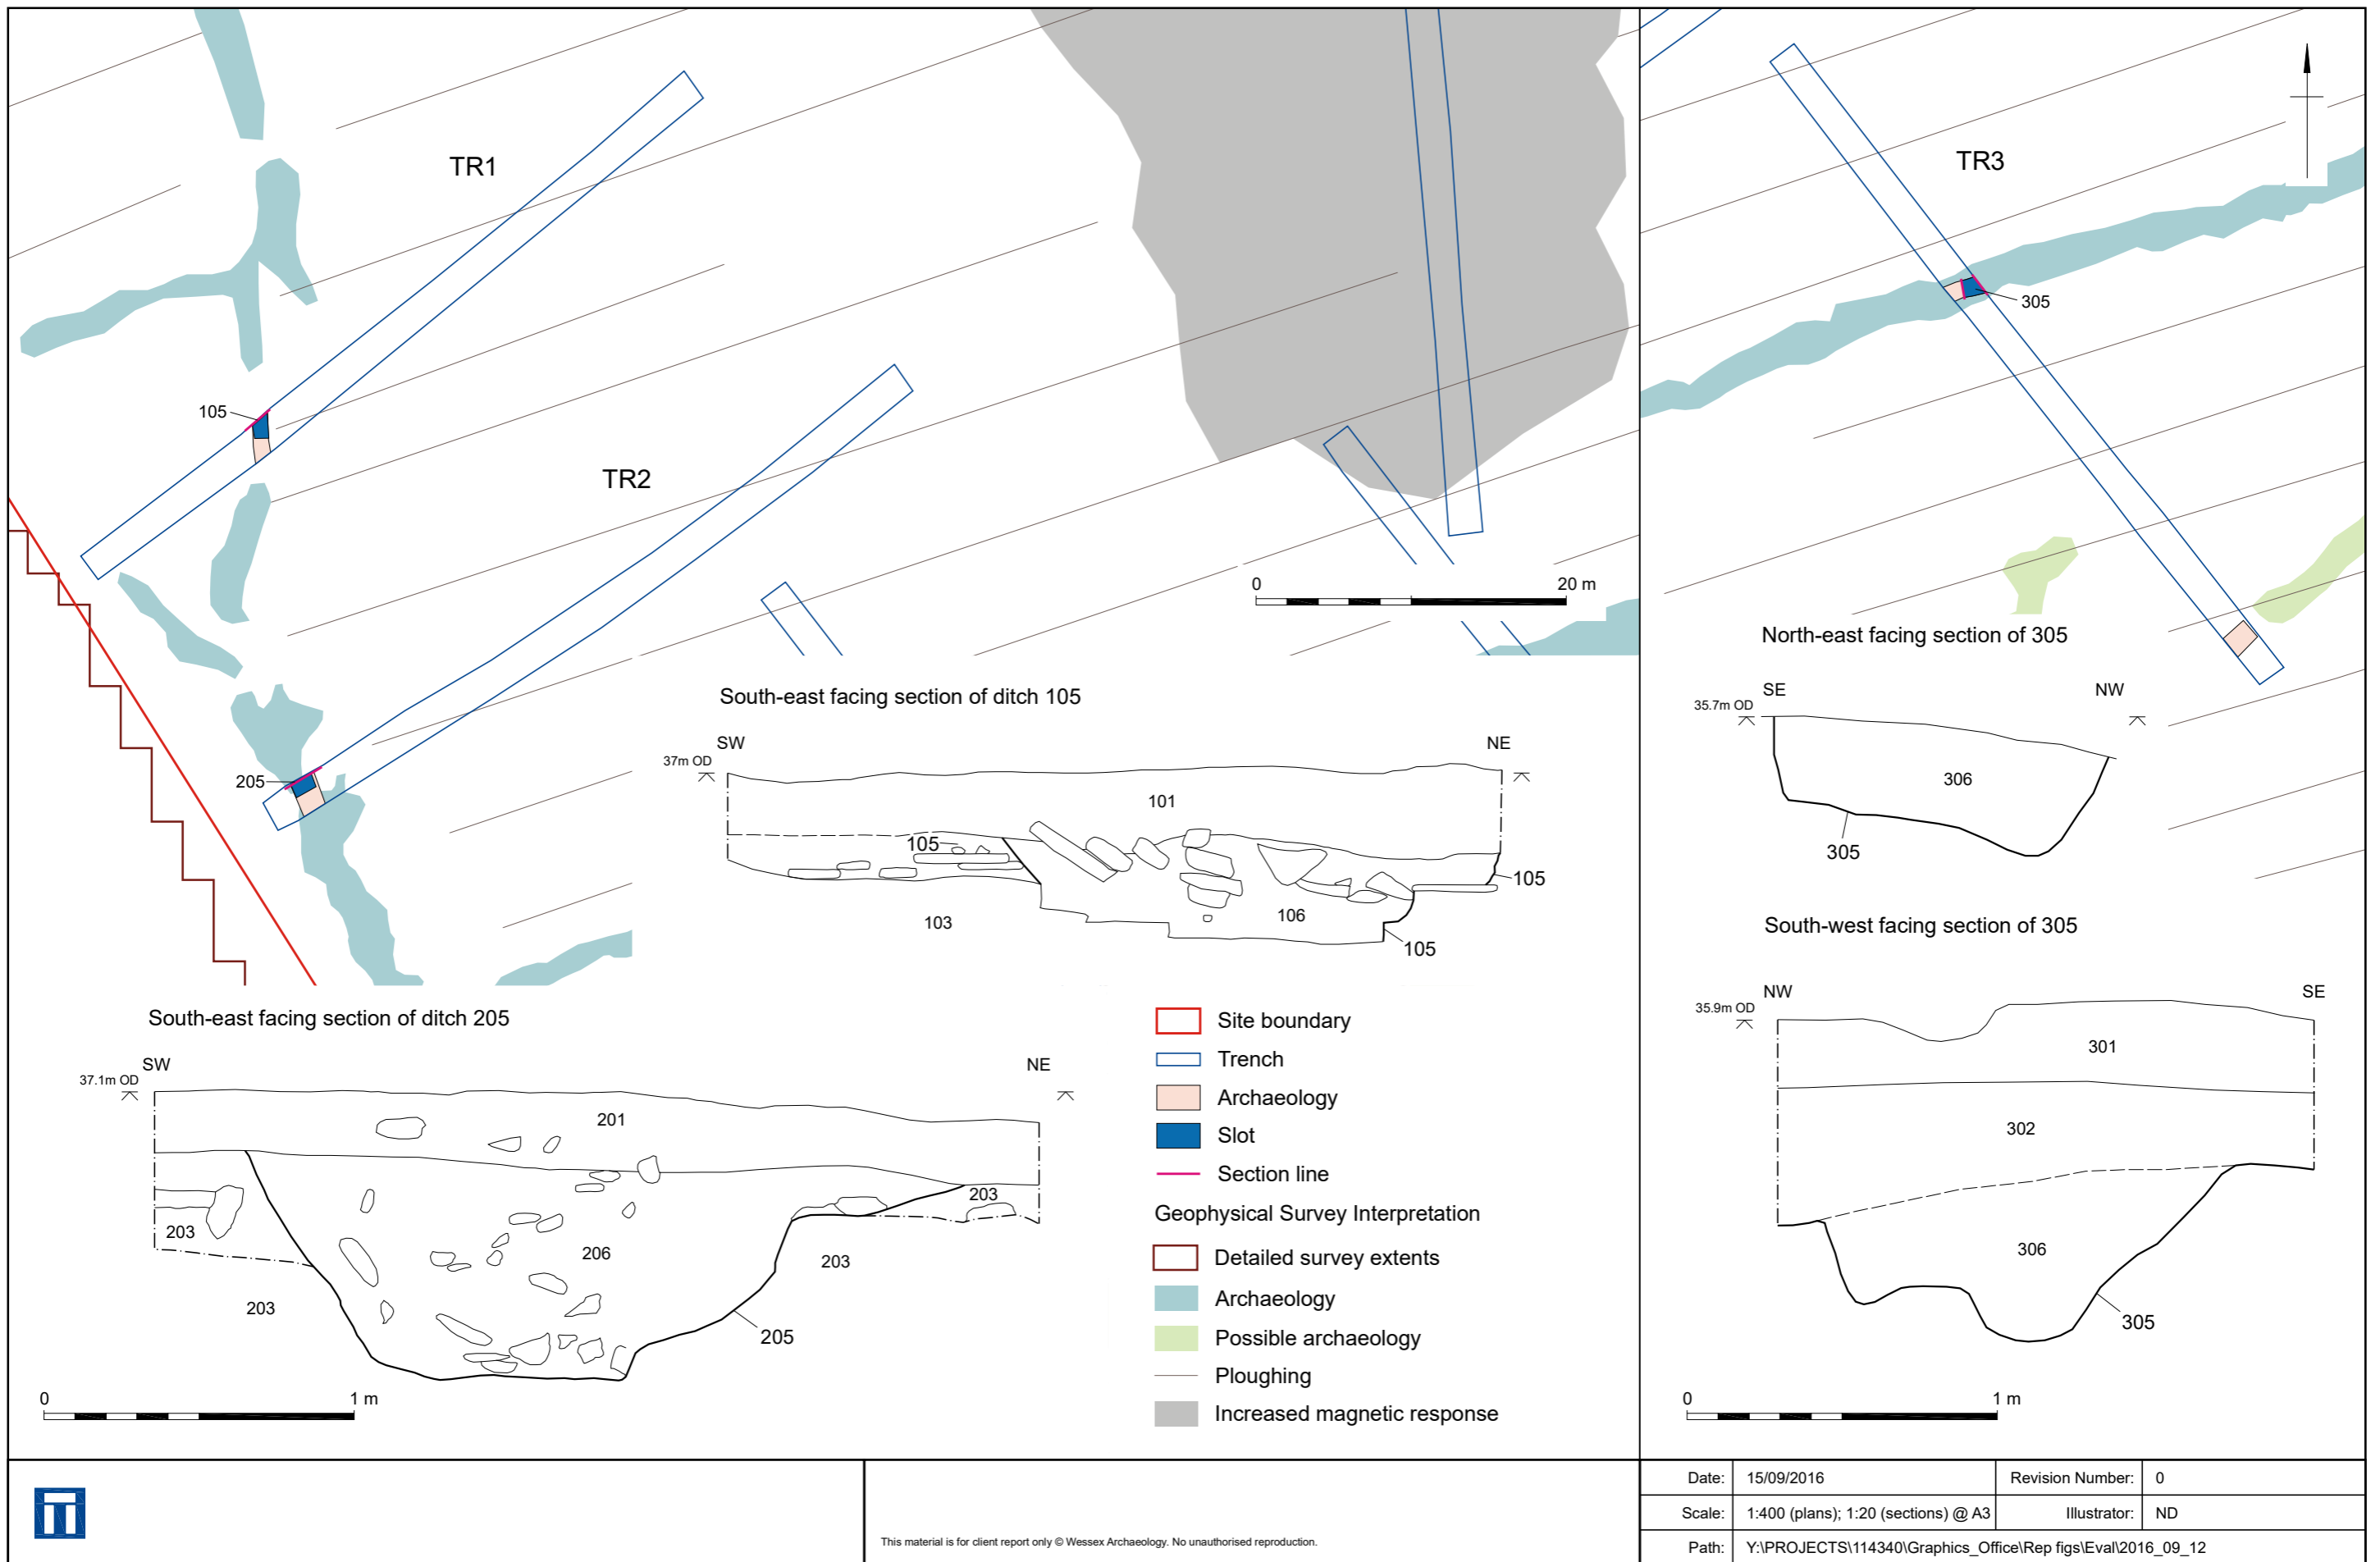 TR1
TR2
105
205
0 20 m
TR3
305
South-east facing section of ditch 105
SW NE
37m OD
101
105
105
103
106
105
South-east facing section of ditch 205
SW NE
37.1m OD
201
203
203
206
203
203
205
0 1 m
Site boundary
Trench
Archaeology
Slot
Section line
Geophysical Survey Interpretation
Detailed survey extents
Archaeology
Possible archaeology
Ploughing
Increased magnetic response
North-east facing section of 305
SE NW
35.7m OD
306
305
South-west facing section of 305
NW SE
35.9m OD
301
302
306
305
0 1 m
This material is for client report only © Wessex Archaeology. No unauthorised reproduction.
Date: 15/09/2016 Revision Number: 0
Scale: 1:400 (plans); 1:20 (sections) @ A3 Illustrator: ND
Path: Y:\PROJECTS\114340\Graphics_Office\Rep figs\Eval\2016_09_12